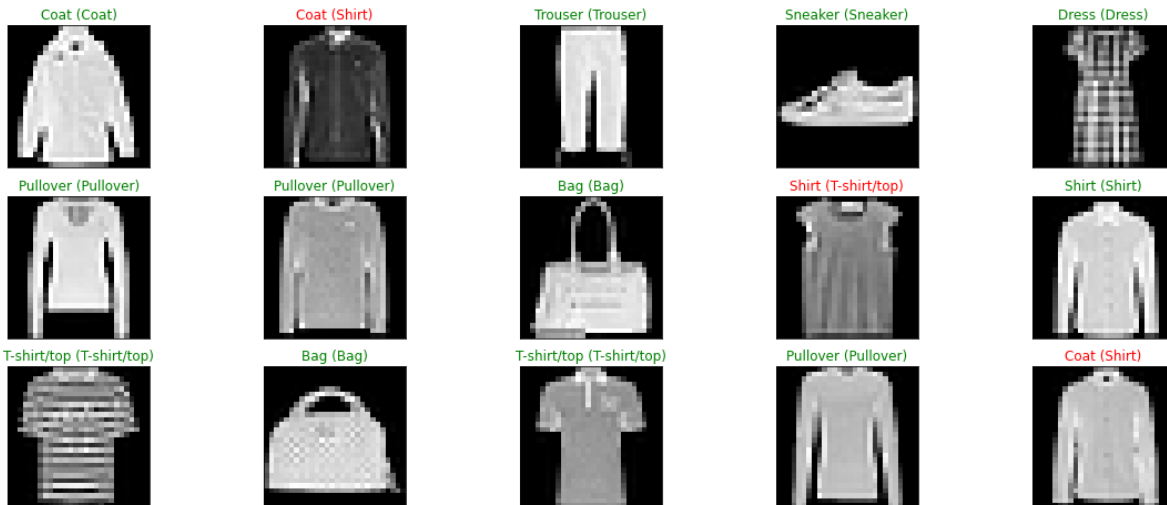 Coat (Coat)
Coat (Shirt)
Trouser (Trouser)
Sneaker (Sneaker)
Dress (Dress)
Pullover (Pullover)
Pullover (Pullover)
Bag (Bag)
Shirt (T-shirt/top)
Shirt (Shirt)
T-shirt/top (T-shirt/top)
Bag (Bag)
T-shirt/top (T-shirt/top)
Pullover (Pullover)
Coat (Shirt)